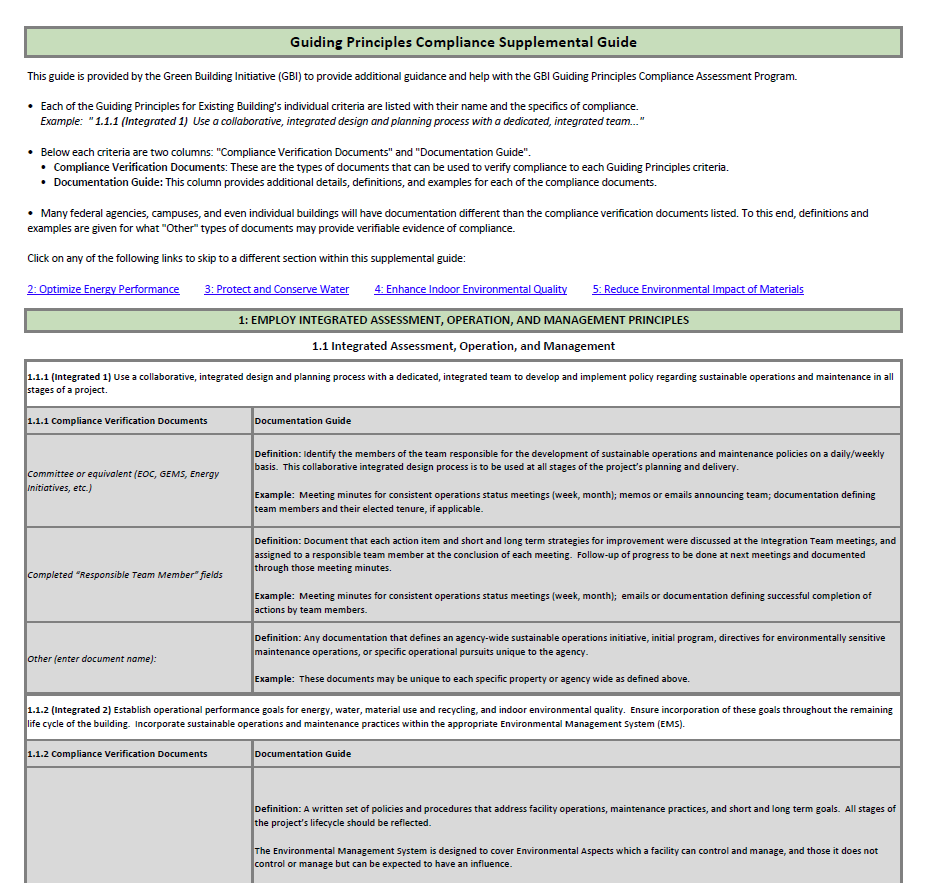 Guiding Principles Compliance Supplemental Guide
This guide is provided by the Green Building Initiative (GBI) to provide additional guidance and help with the GBI Guiding Principles Compliance Assessment Program.
• Each of the Guiding Principles for Existing Building's individual criteria are listed with their name and the specifics of compliance.
Example: " 1.1.1 (Integrated 1) Use a collaborative, integrated design and planning process with a dedicated, integrated team..."
• Below each criteria are two columns: "Compliance Verification Documents" and "Documentation Guide".
• Compliance Verification Documents: These are the types of documents that can be used to verify compliance to each Guiding Principles criteria.
• Documentation Guide: This column provides additional details, definitions, and examples for each of the compliance documents.
• Many federal agencies, campuses, and even individual buildings will have documentation different than the compliance verification documents listed. To this end, definitions and
examples are given for what "Other" types of documents may provide verifiable evidence of compliance.
Click on any of the following links to skip to a different section within this supplemental guide:
2: Optimize Energy Performance 3: Protect and Conserve Water 4: Enhance Indoor Environmental Quality 5: Reduce Environmental Impact of Materials
1: EMPLOY INTEGRATED ASSESSMENT, OPERATION, AND MANAGEMENT PRINCIPLES
1.1 Integrated Assessment, Operation, and Management
1.1.1 (Integrated 1) Use a collaborative, integrated design and planning process with a dedicated, integrated team to develop and implement policy regarding sustainable operations and maintenance in all
stages of a project.
1.1.1 Compliance Verification Documents
Documentation Guide
Committee or equivalent (EOC, GEMS, Energy
Initiatives, etc.)
Definition: Identify the members of the team responsible for the development of sustainable operations and maintenance policies on a daily/weekly
basis. This collaborative integrated design process is to be used at all stages of the project's planning and delivery.
Example: Meeting minutes for consistent operations status meetings (week, month); memos or emails announcing team; documentation defining
team members and their elected tenure, if applicable.
Completed "Responsible Team Member" fields
Definition: Document that each action item and short and long term strategies for improvement were discussed at the Integration Team meetings, and
assigned to a responsible team member at the conclusion of each meeting. Follow-up of progress to be done at next meetings and documented
through those meeting minutes.
Example: Meeting minutes for consistent operations status meetings (week, month); emails or documentation defining successful completion of
actions by team members.
Other (enter document name):
Definition: Any documentation that defines an agency-wide sustainable operations initiative, initial program, directives for environmentally sensitive
maintenance operations, or specific operational pursuits unique to the agency.
Example: These documents may be unique to each specific property or agency wide as defined above.
1.1.2 (Integrated 2) Establish operational performance goals for energy, water, material use and recycling, and indoor environmental quality. Ensure incorporation of these goals throughout the remaining
life cycle of the building. Incorporate sustainable operations and maintenance practices within the appropriate Environmental Management System (EMS).
1.1.2 Compliance Verification Documents
Documentation Guide
Definition: A written set of policies and procedures that address facility operations, maintenance practices, and short and long term goals. All stages of
the project's lifecycle should be reflected.
The Environmental Management System is designed to cover Environmental Aspects which a facility can control and manage, and those it does not
control or manage but can be expected to have an influence.